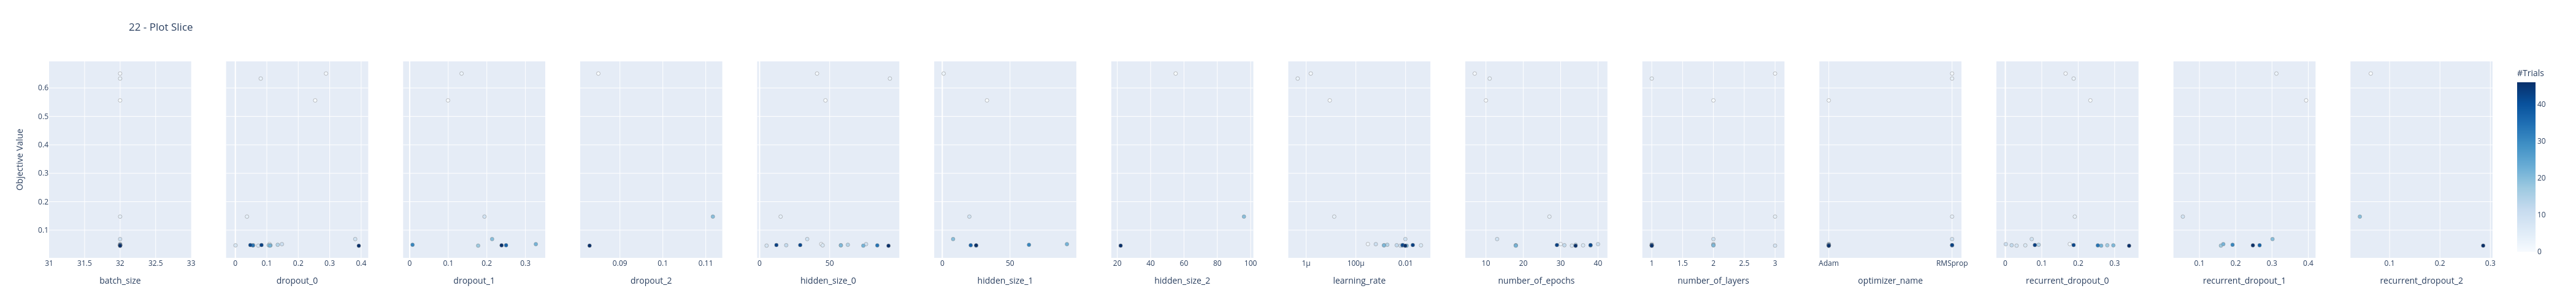 22 - Plot Slice
#Trials
Objective Value
0.6
0.5
0.4
0.3
0.2
0.1
40
30
20
10
0
31 31.5 32 32.5 33
0 0.1 0.2 0.3 0.4
0 0.1 0.2 0.3
0.09 0.1 0.11
0 50
0 50
20 40 60 80 100
1μ 100μ 0.01
10 20 30 40
1 1.5 2 2.5 3
Adam RMSprop
0 0.1 0.2 0.3
0.1 0.2 0.3 0.4
0.1 0.2 0.3
batch_size
dropout_0
dropout_1
dropout_2
hidden_size_0
hidden_size_1
hidden_size_2
learning_rate
number_of_epochs
number_of_layers
optimizer_name
recurrent_dropout_0
recurrent_dropout_1
recurrent_dropout_2